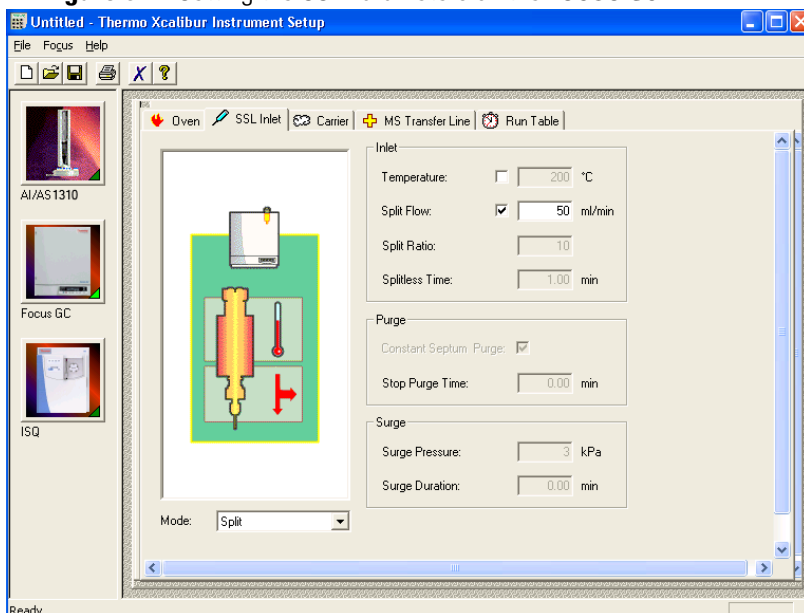 Untitled - Thermo Xcalibur Instrument Setup
File Focus Help
Oven SSL Inlet Carrier MS Transfer Line Run Table
AI/AS1310
Focus GC
ISQ
Inlet
Temperature: 200 °C
Split Flow: 50 ml/min
Split Ratio: 10
Splitless Time: 1.00 min
Purge
Constant Septum Purge:
Stop Purge Time: 0.00 min
Surge
Surge Pressure: 3 kPa
Surge Duration: 0.00 min
Mode: Split
Ready